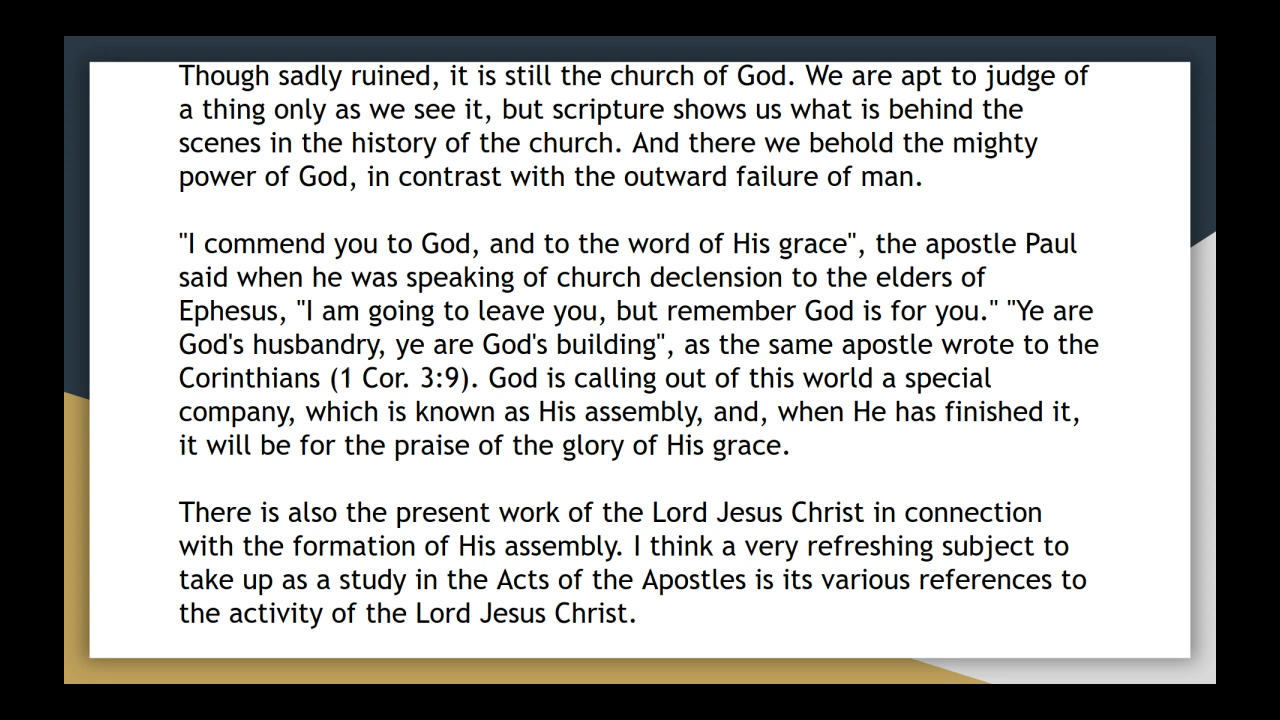 Though sadly ruined, it is still the church of God. We are apt to judge of
a thing only as we see it, but scripture shows us what is behind the
scenes in the history of the church. And there we behold the mighty
power of God, in contrast with the outward failure of man.
"I commend you to God, and to the word of His grace", the apostle Paul
said when he was speaking of church declension to the elders of
Ephesus, "I am going to leave you, but remember God is for you." "Ye are
God's husbandry, ye are God's building", as the same apostle wrote to the
Corinthians (1 Cor. 3:9). God is calling out of this world a special
company, which is known as His assembly, and, when He has finished it,
it will be for the praise of the glory of His grace.
There is also the present work of the Lord Jesus Christ in connection
with the formation of His assembly. I think a very refreshing subject to
take up as a study in the Acts of the Apostles is its various references to
the activity of the Lord Jesus Christ.